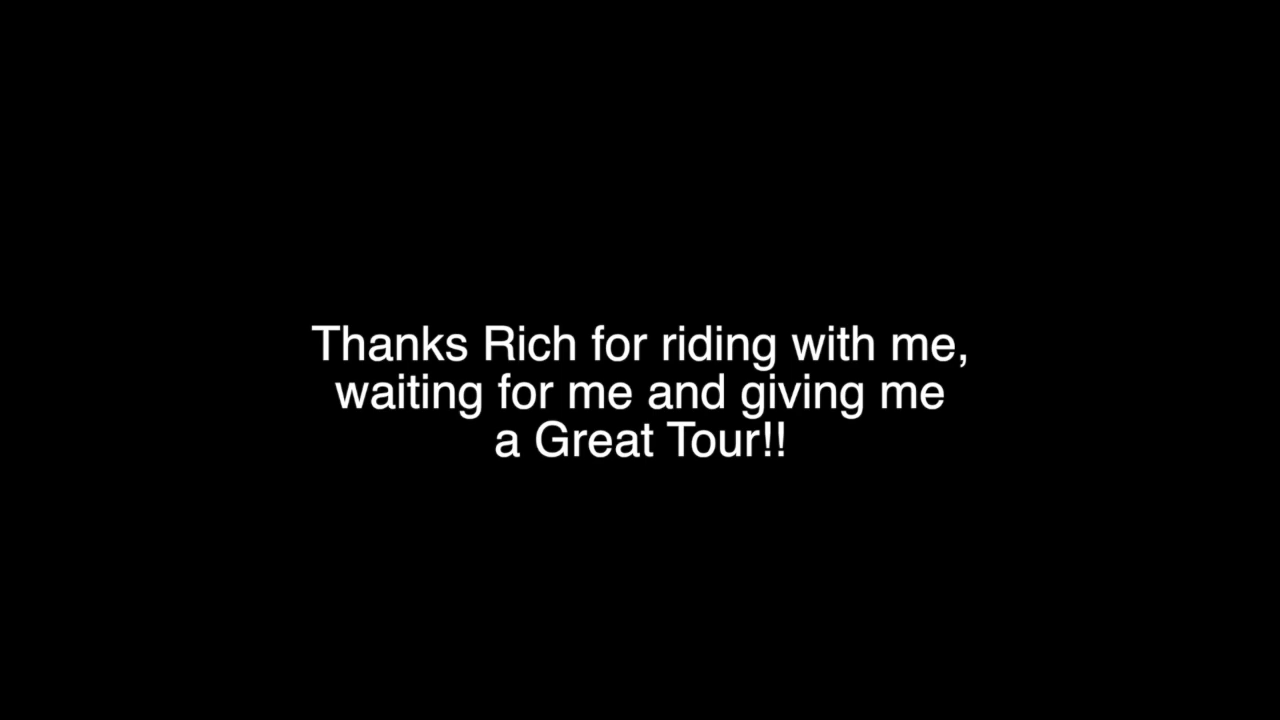 Thanks Rich for riding with me,
waiting for me and giving me
a Great Tour!!